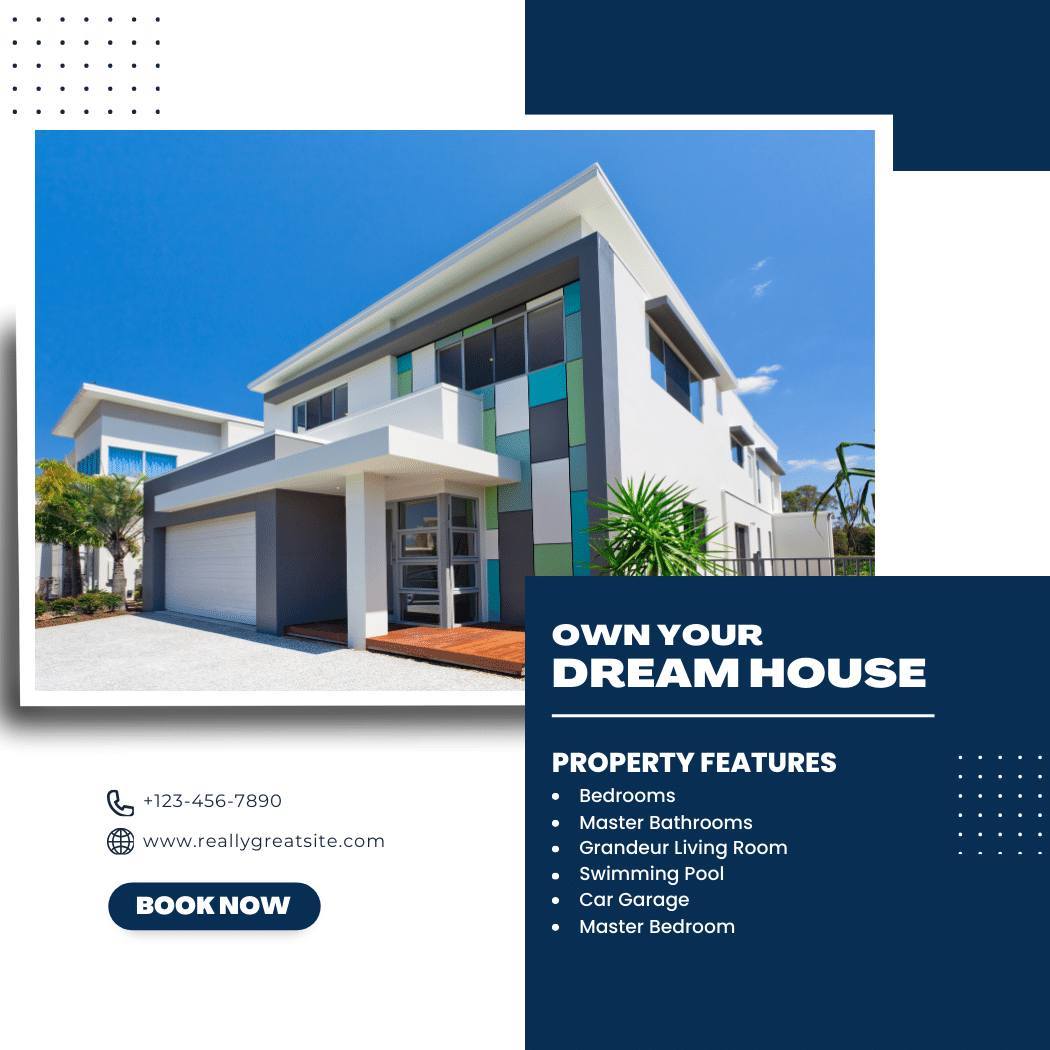 OWN YOUR
DREAM HOUSE
PROPERTY FEATURES
Bedrooms
Master Bathrooms
Grandeur Living Room
Swimming Pool
Car Garage
Master Bedroom
+123-456-7890
www.reallygreatsite.com
BOOK NOW